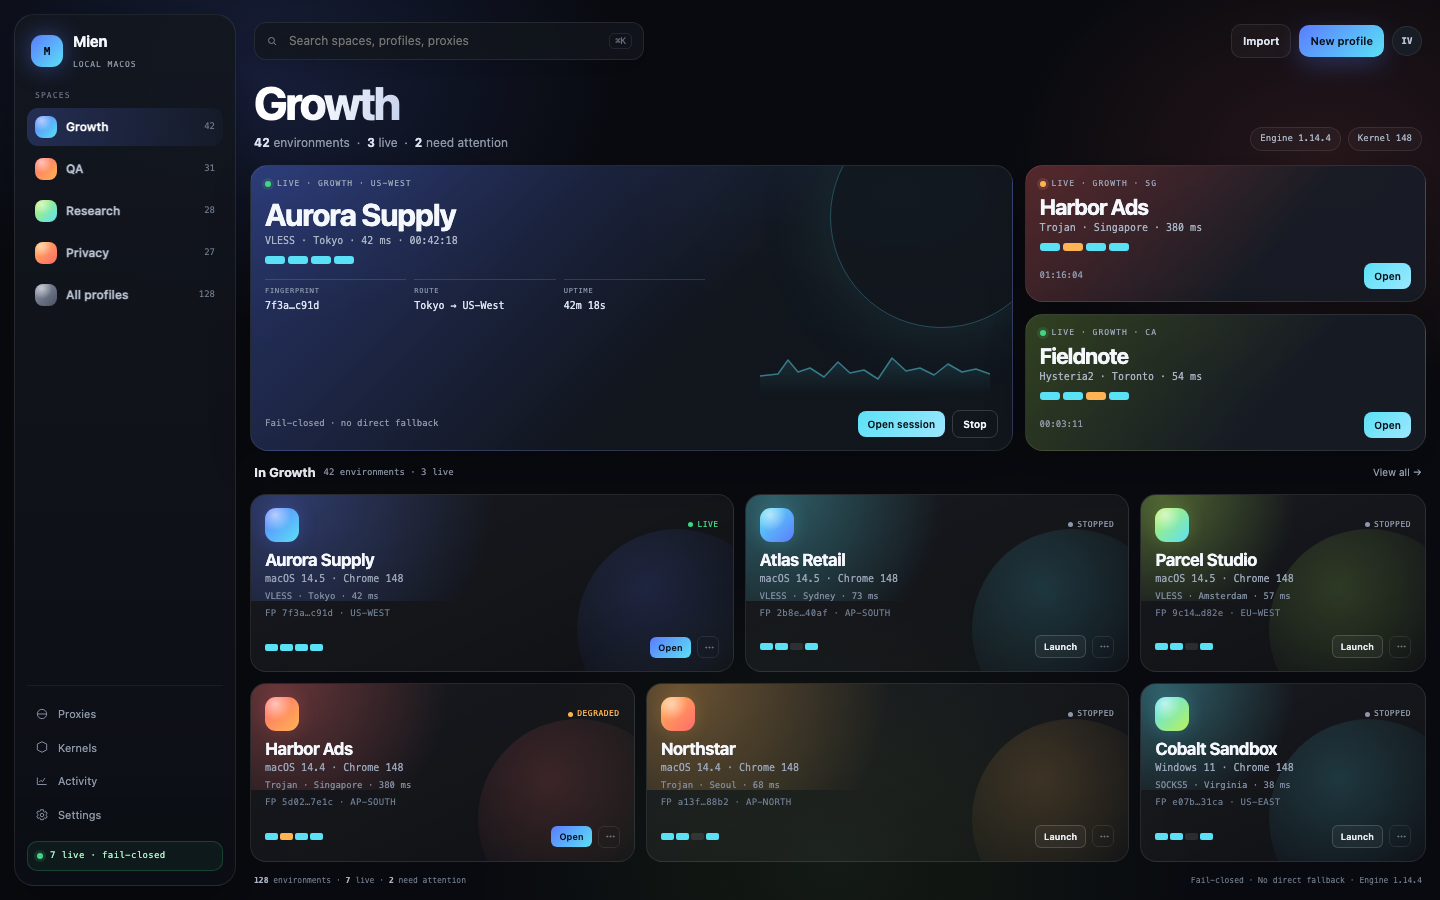 M
Mien
LOCAL MACOS
SPACES
Growth 42
QA 31
Research 28
Privacy 27
All profiles 128
Proxies
Kernels
Activity
Settings
7 live · fail-closed
Search spaces, profiles, proxies ⌘K
Import
New profile
IV
Growth
42 environments · 3 live · 2 need attention
Engine 1.14.4
Kernel 148
LIVE · GROWTH · US-WEST
Aurora Supply
VLESS · Tokyo · 42 ms · 00:42:18
FINGERPRINT ROUTE UPTIME
7f3a…c91d Tokyo → US-West 42m 18s
Fail-closed · no direct fallback
Open session
Stop
LIVE · GROWTH · SG
Harbor Ads
Trojan · Singapore · 380 ms
01:16:04
Open
LIVE · GROWTH · CA
Fieldnote
Hysteria2 · Toronto · 54 ms
00:03:11
Open
In Growth 42 environments · 3 live
View all →
LIVE
Aurora Supply
macOS 14.5 · Chrome 148
VLESS · Tokyo · 42 ms
FP 7f3a…c91d · US-WEST
Open
STOPPED
Atlas Retail
macOS 14.5 · Chrome 148
VLESS · Sydney · 73 ms
FP 2b8e…40af · AP-SOUTH
Launch
STOPPED
Parcel Studio
macOS 14.5 · Chrome 148
VLESS · Amsterdam · 57 ms
FP 9c14…d82e · EU-WEST
Launch
DEGRADED
Harbor Ads
macOS 14.4 · Chrome 148
Trojan · Singapore · 380 ms
FP 5d02…7e1c · AP-SOUTH
Open
STOPPED
Northstar
macOS 14.4 · Chrome 148
Trojan · Seoul · 68 ms
FP a13f…88b2 · AP-NORTH
Launch
STOPPED
Cobalt Sandbox
Windows 11 · Chrome 148
SOCKS5 · Virginia · 38 ms
FP e07b…31ca · US-EAST
Launch
128 environments · 7 live · 2 need attention
Fail-closed · No direct fallback · Engine 1.14.4